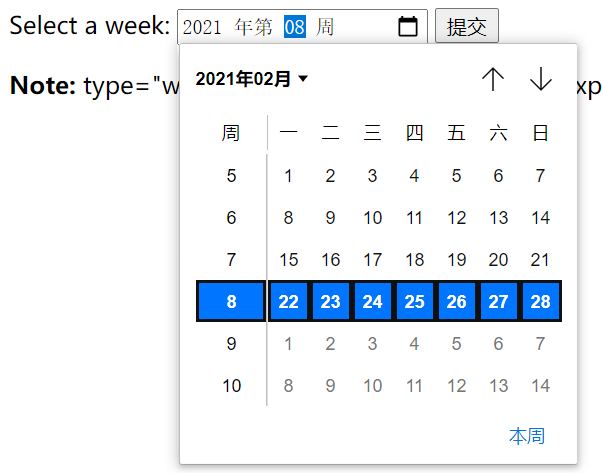 Select a week: 2021 年第 08 周 提交
2021年02月
Note: type="w xp
周 一 二 三 四 五 六 日
5 1 2 3 4 5 6 7
6 8 9 10 11 12 13 14
7 15 16 17 18 19 20 21
8 22 23 24 25 26 27 28
9 1 2 3 4 5 6 7
10 8 9 10 11 12 13 14
本周